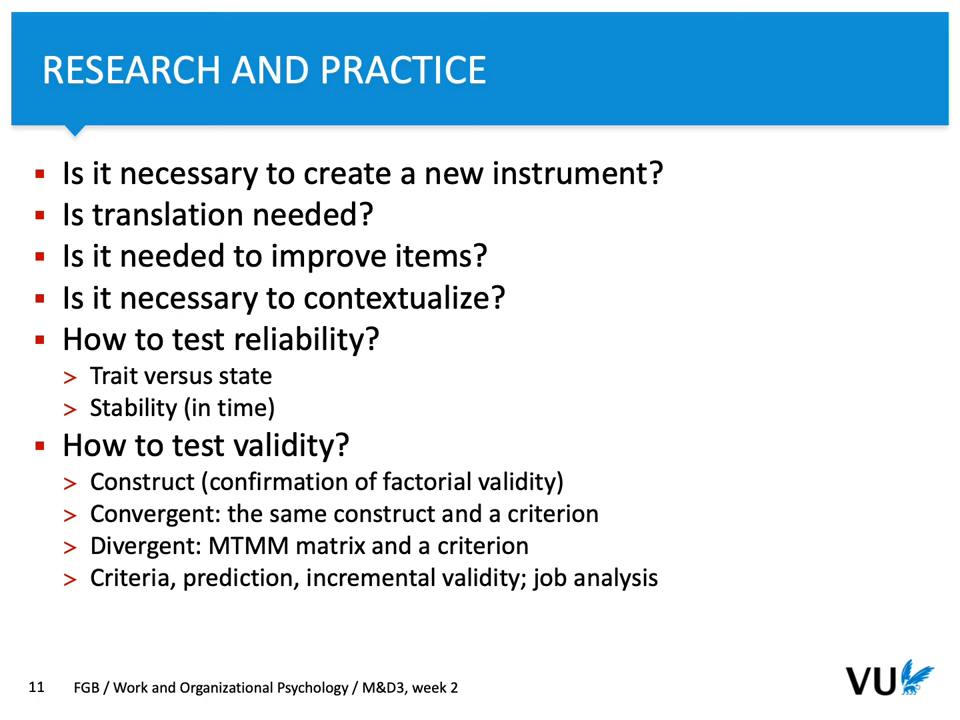 RESEARCH AND PRACTICE
▪ Is it necessary to create a new instrument?
▪ Is translation needed?
▪ Is it needed to improve items?
▪ Is it necessary to contextualize?
▪ How to test reliability?
> Trait versus state
> Stability (in time)
▪ How to test validity?
> Construct (confirmation of factorial validity)
> Convergent: the same construct and a criterion
> Divergent: MTMM matrix and a criterion
> Criteria, prediction, incremental validity; job analysis
11 FGB / Work and Organizational Psychology / M&D3, week 2
VU